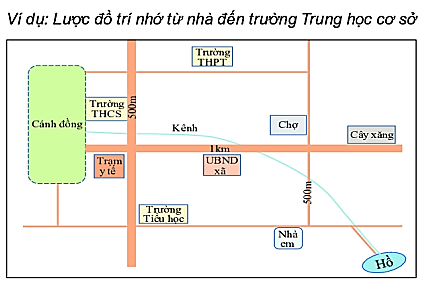 Ví dụ: Lược đồ trí nhớ từ nhà đến trường Trung học cơ sở
Trường
THPT
Trường
THCS
500m
Cánh đồng
Kênh
Chợ
Cây xăng
1km
Trạm
y tế
UBND
xã
500m
Trường
Tiểu học
Nhà
em
Hồ